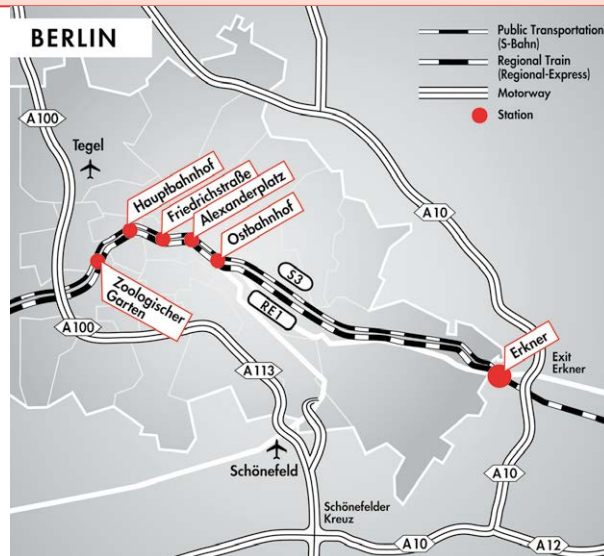 BERLIN
Public Transportation
(S-Bahn)
Regional Train
(Regional-Express)
Motorway
Station
A100
Tegel
Hauptbahnhof
Friedrichstraße
Alexanderplatz
Ostbahnhof
A10
Zoologischer
Garten
S3
RE1
A100
Erkner
Exit
Erkner
A113
Schönefeld
A10
Schönefelder
Kreuz
A10
A12